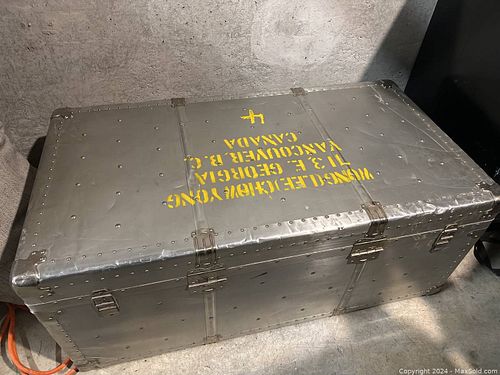 WONG LEE CHOW YONG
713, E. GEORGIA
VANCOUVER, B. C.
CANADA
4
Copyright 2024 - MaxSold.com